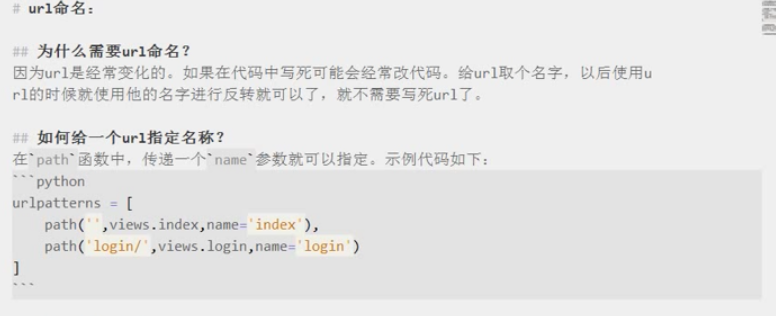 # url命名：
## 为什么需要url命名？
因为url是经常变化的。如果在代码中写死可能会经常改代码。给url取个名字，以后使用u
rl的时候就使用他的名字进行反转就可以了，就不需要写死url了。
## 如何给一个url指定名称？
在`path`函数中，传递一个`name`参数就可以指定。示例代码如下：
```python
urlpatterns = [
    path('',views.index,name='index'),
    path('login/',views.login,name='login')
]
```